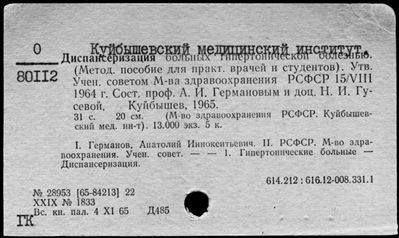 О
80112
Куйбышевский медицинский институт.
Диспансеризация больных гипертонической болезнью.
(Метод. пособие для практ. врачей и студентов). Утв.
Учен. советом М-ва здравоохранения РСФСР 15/VIII
1964 г. Сост. проф. А. И. Германовым и доц. Н. И. Гу-
севой, Куйбышев, 1965.
31 с. 20 см. (М-во здравоохранения РСФСР. Куйбышев-
ский мед. ин-т). 13.000 экз. 5 к.
I. Германов, Анатолий Иннокентьевич. II. РСФСР. М-во здра-
воохранения. Учен. совет. — — 1. Гипертонические больные —
Диспансеризация.
614.212 : 616.12-008.331.1
№ 28953 [65-84213] 22
XXIX № 1833
Вс. кн. пал. 4 XI 65 Д485
ГК